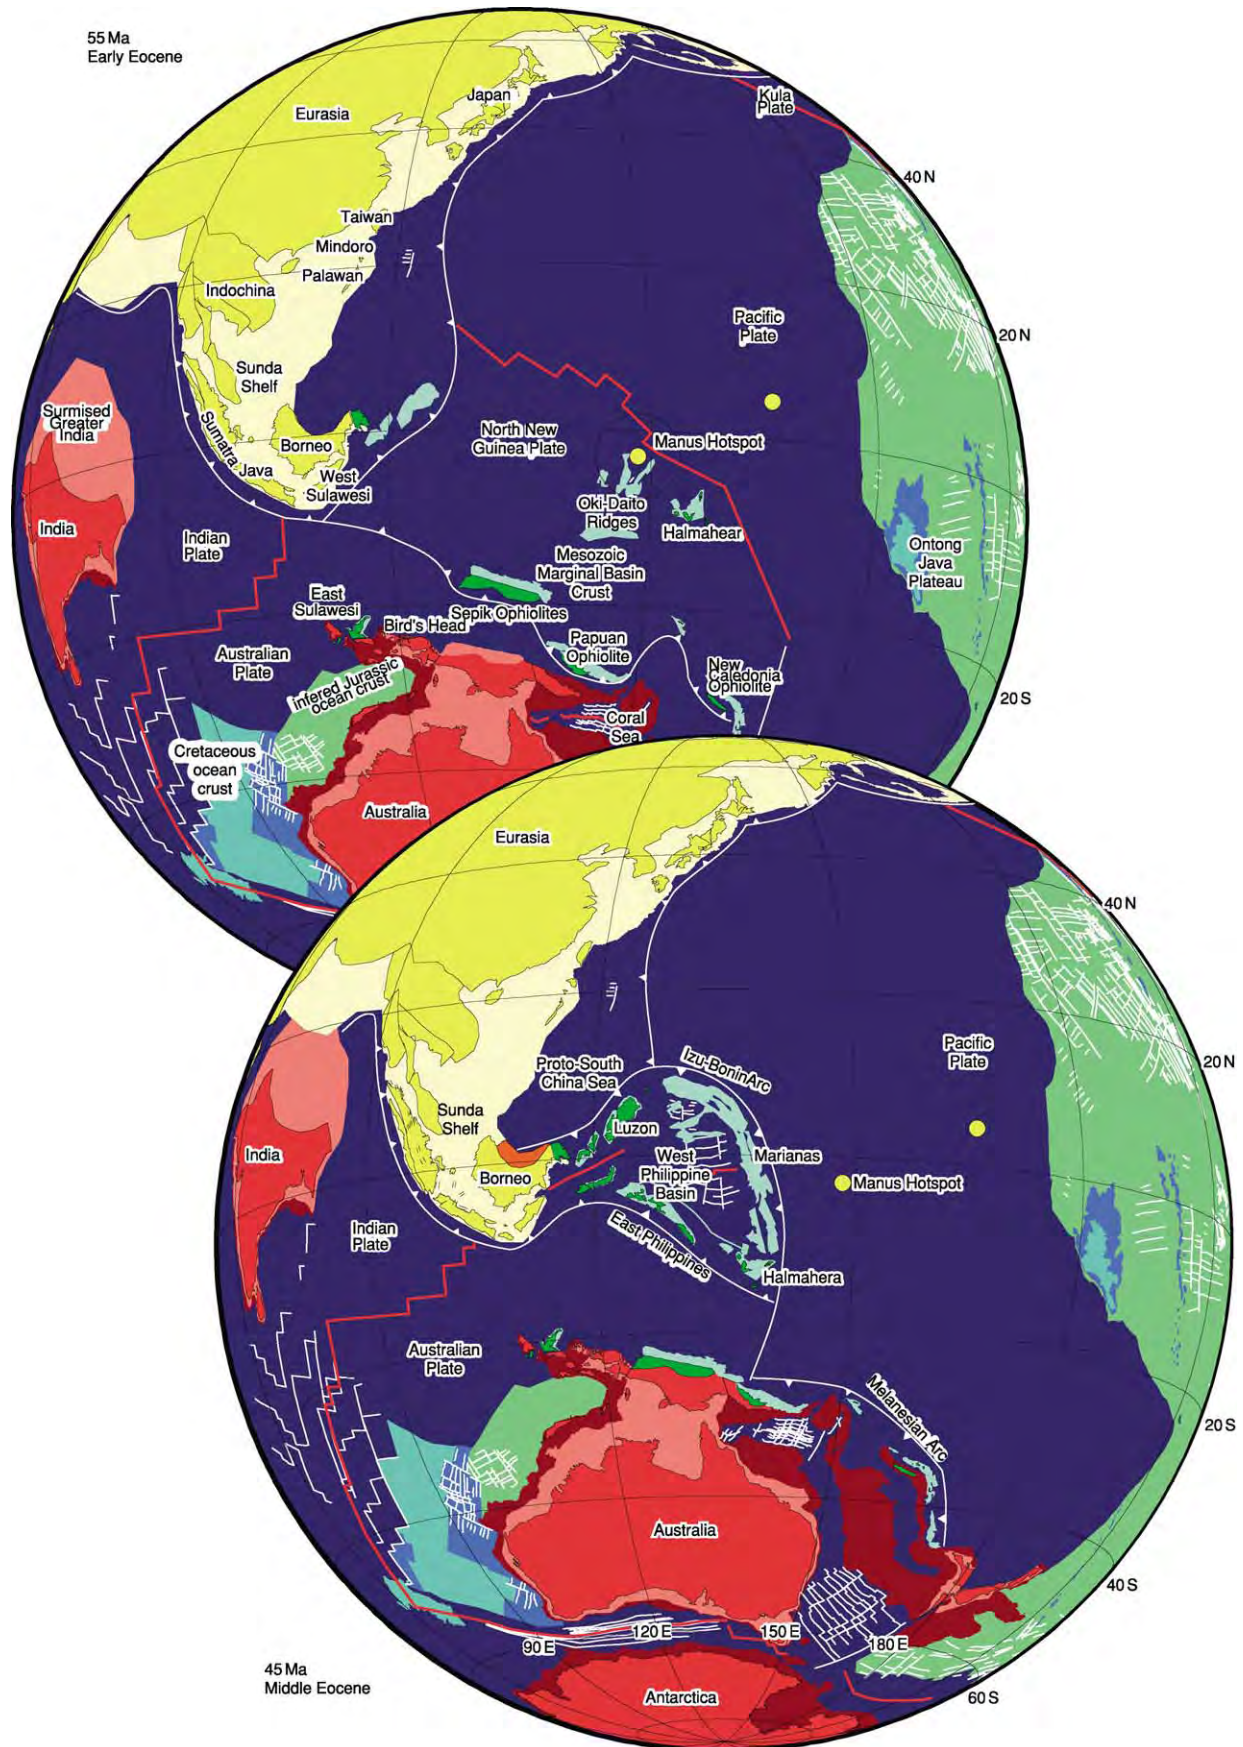 55 Ma
Early Eocene
Kula
Plate
Japan
Eurasia
40 N
Taiwan
Mindoro
Palawan
Indochina
Pacific
Plate
20 N
Sunda
Shelf
Surmised
Greater
India
Sumatra
Borneo
North New
Guinea Plate
Manus Hotspot
Java
West
Sulawesi
Oki-Daito
Ridges
Halmahear
India
Indian
Plate
Ontong
Java
Plateau
Mesozoic
Marginal Basin
Crust
East
Sulawesi
Sepik Ophiolites
Bird's Head
Papuan
Ophiolite
Australian
Plate
New
Caledonia
Ophiolite
infered Jurassic
ocean crust
20 S
Coral
Sea
Cretaceous
ocean
crust
Australia
Eurasia
40 N
Pacific
Plate
20 N
Proto-South
China Sea
Izu-BoninArc
Sunda
Shelf
Luzon
India
Borneo
West
Philippine
Basin
Marianas
Manus Hotspot
Indian
Plate
East Philippines
Halmahera
Australian
Plate
Melanesian Arc
20 S
Australia
40 S
90 E
120 E
150 E
180 E
45 Ma
Middle Eocene
Antarctica
60 S